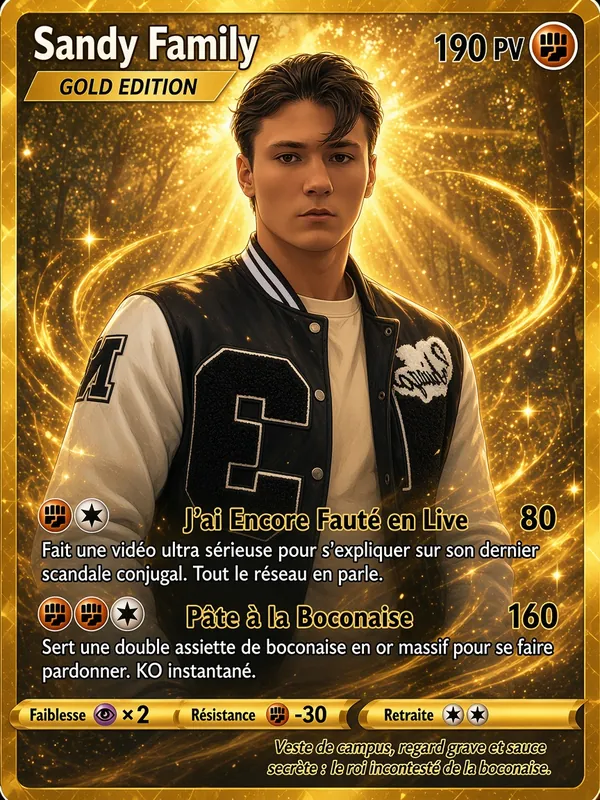 Sandy Family
190 PV
GOLD EDITION
M
E
J'ai Encore Fauté en Live 80
Fait une vidéo ultra sérieuse pour s'expliquer sur son dernier
scandale conjugal. Tout le réseau en parle.
Pâte à la Boconaise 160
Sert une double assiette de boconaise en or massif pour se faire
pardonner. KO instantané.
Faiblesse ×2 Résistance -30 Retraite
Veste de campus, regard grave et sauce
secrète : le roi incontesté de la boconaise.